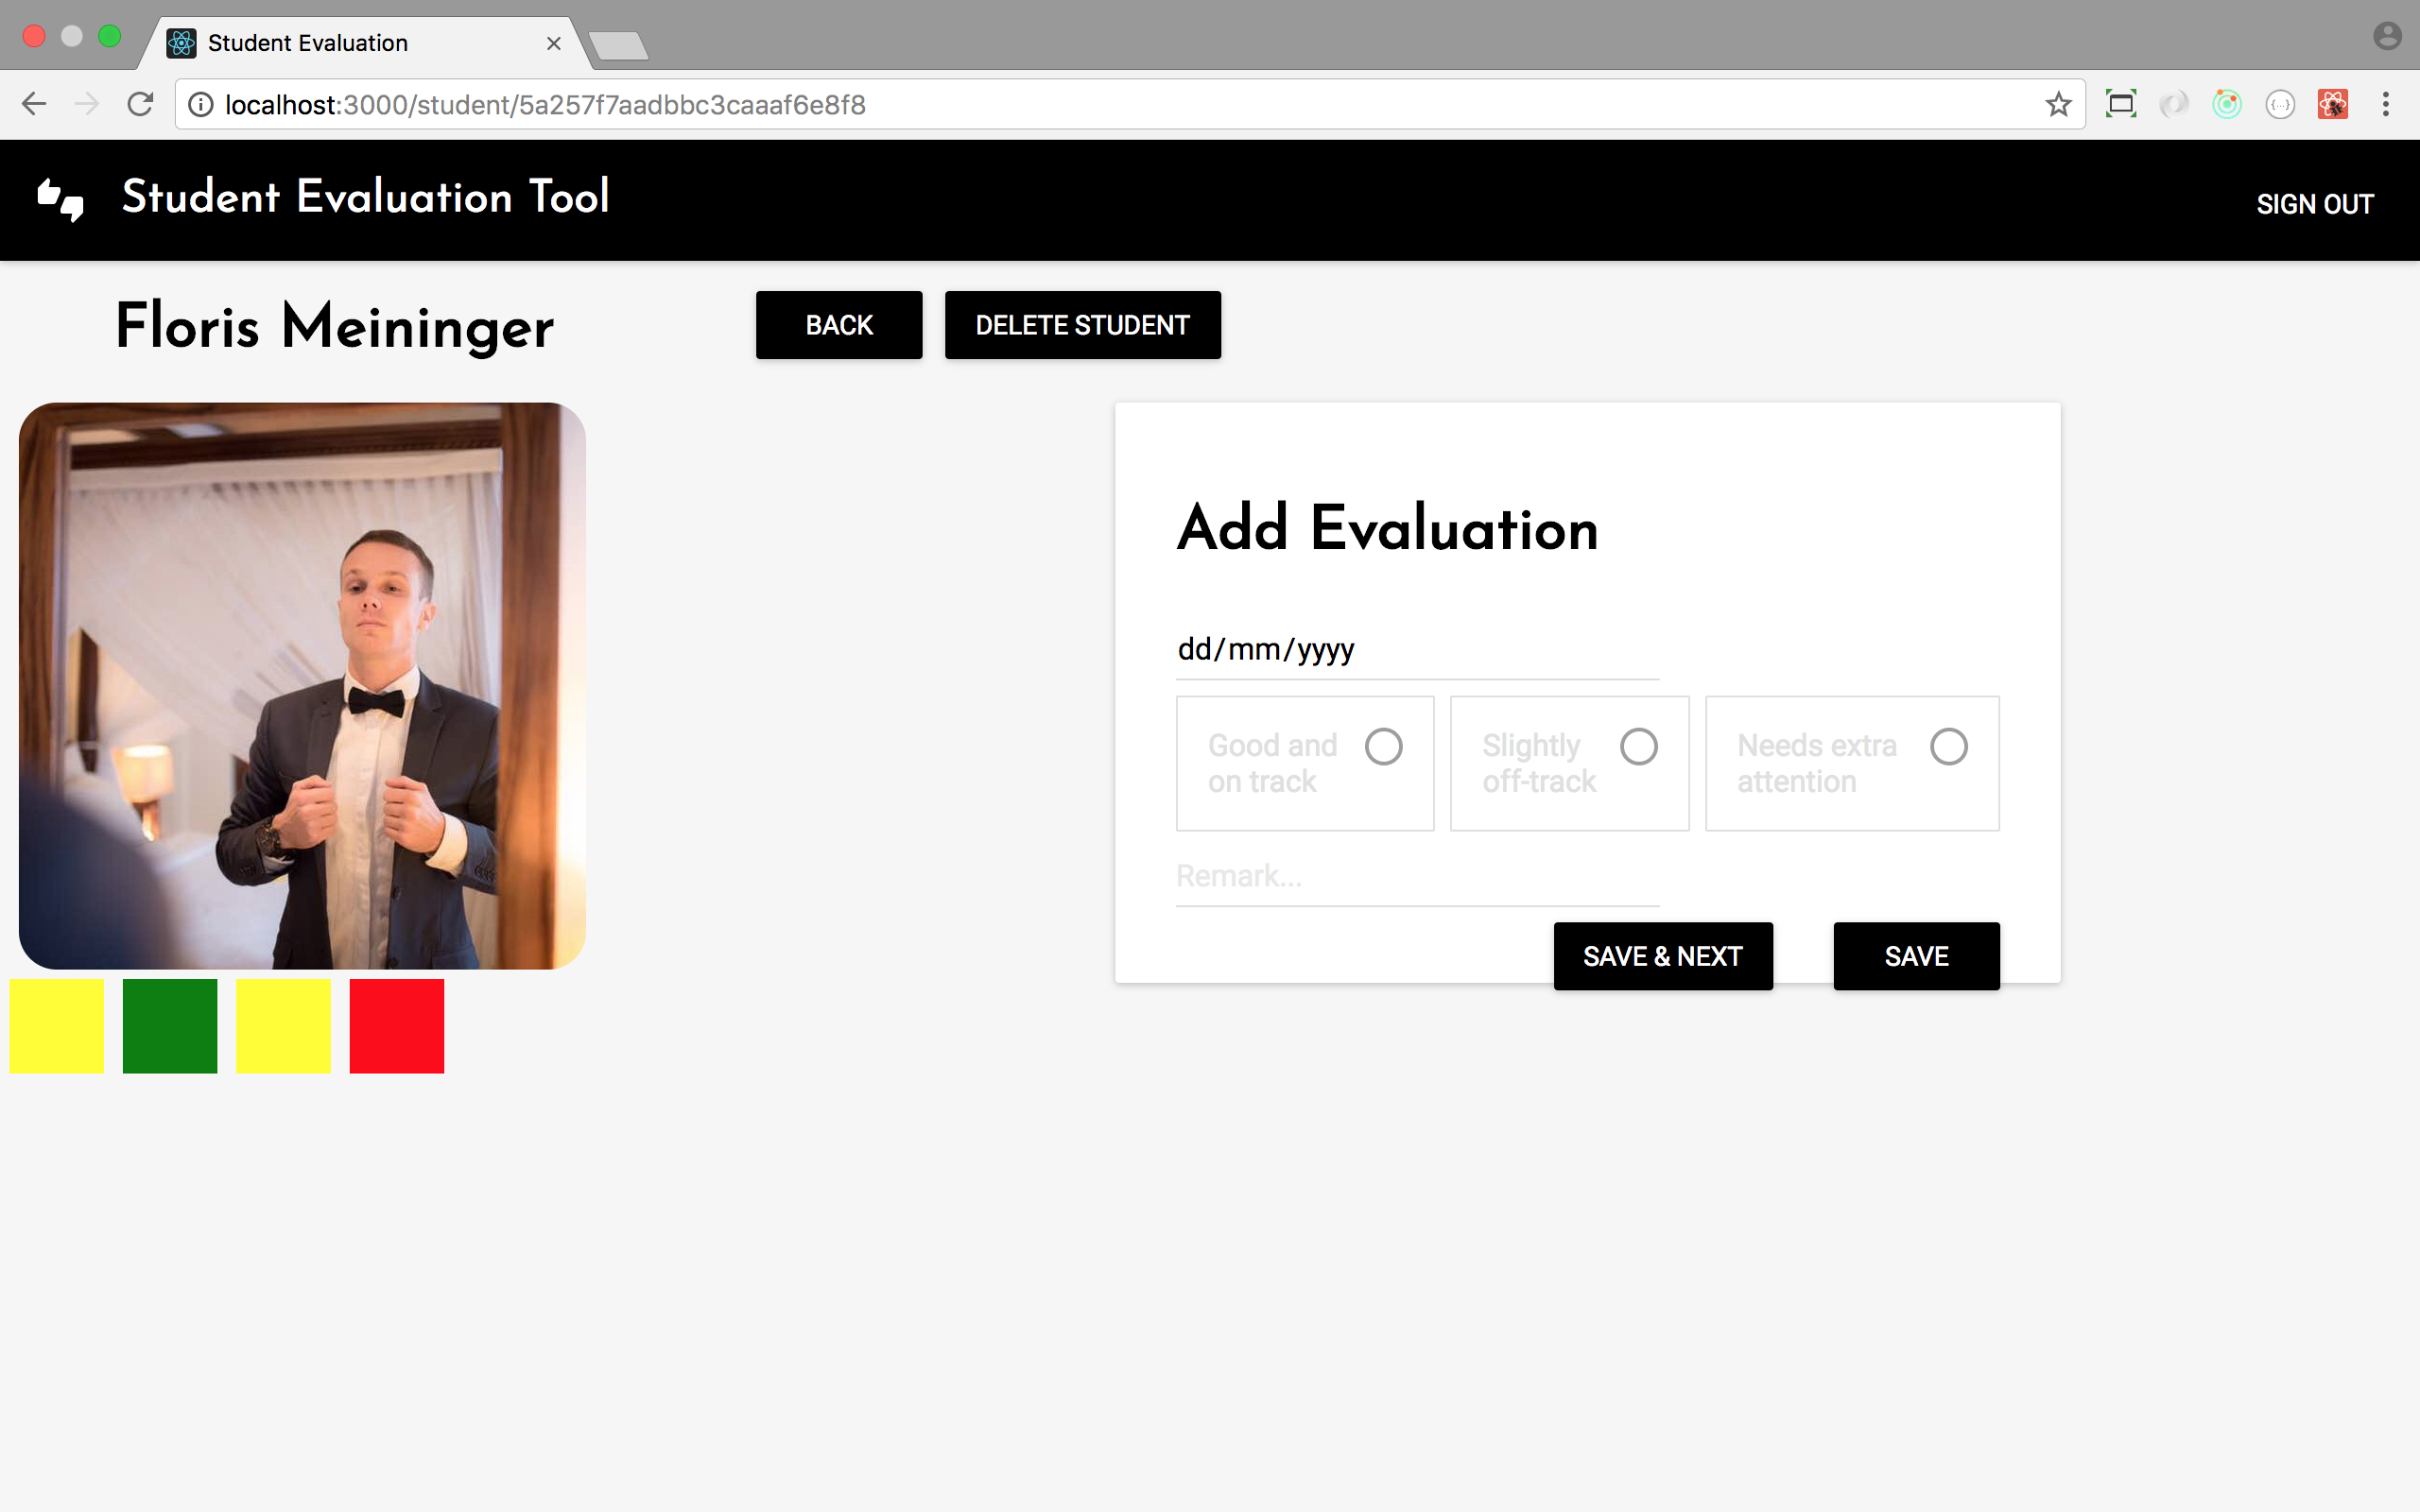 Student Evaluation
localhost:3000/student/5a257f7aadbbc3caaaf6e8f8
Student Evaluation Tool
SIGN OUT
Floris Meininger
BACK
DELETE STUDENT
Add Evaluation
dd/mm/yyyy
Good and
on track
Slightly
off-track
Needs extra
attention
Remark...
SAVE & NEXT
SAVE